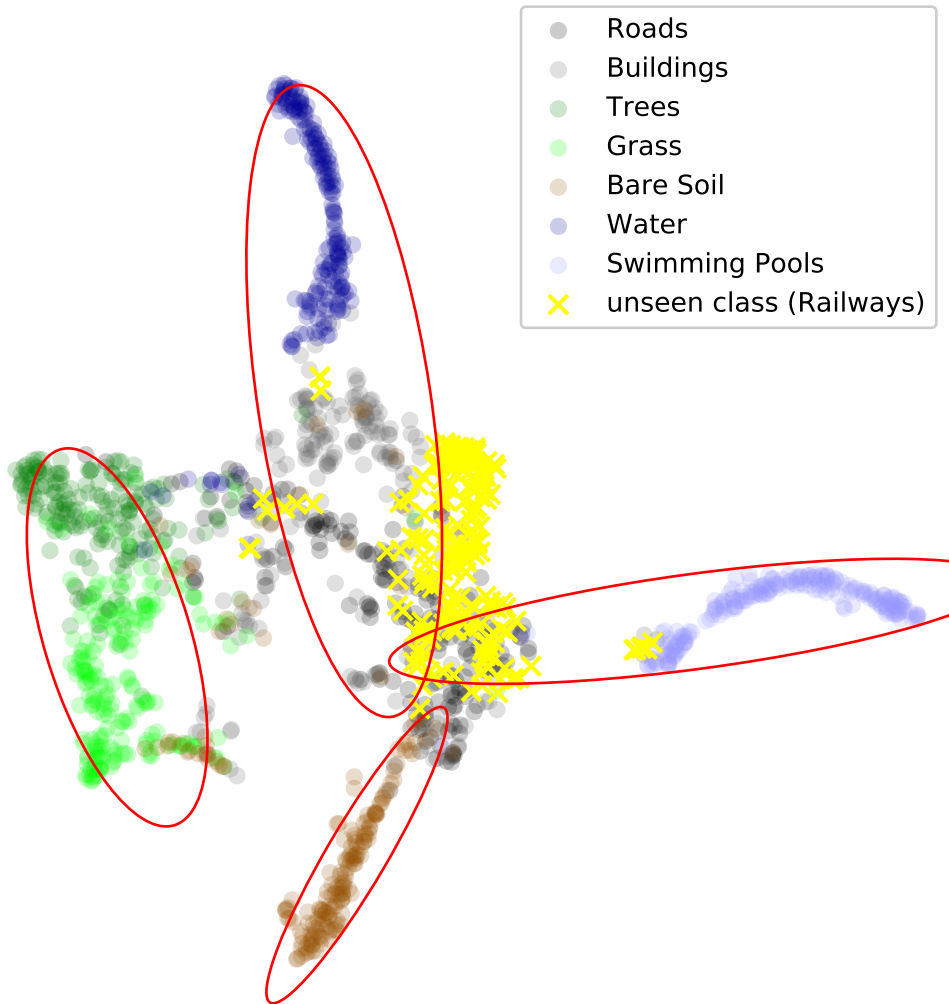 Roads
Buildings
Trees
Grass
Bare Soil
Water
Swimming Pools
unseen class (Railways)